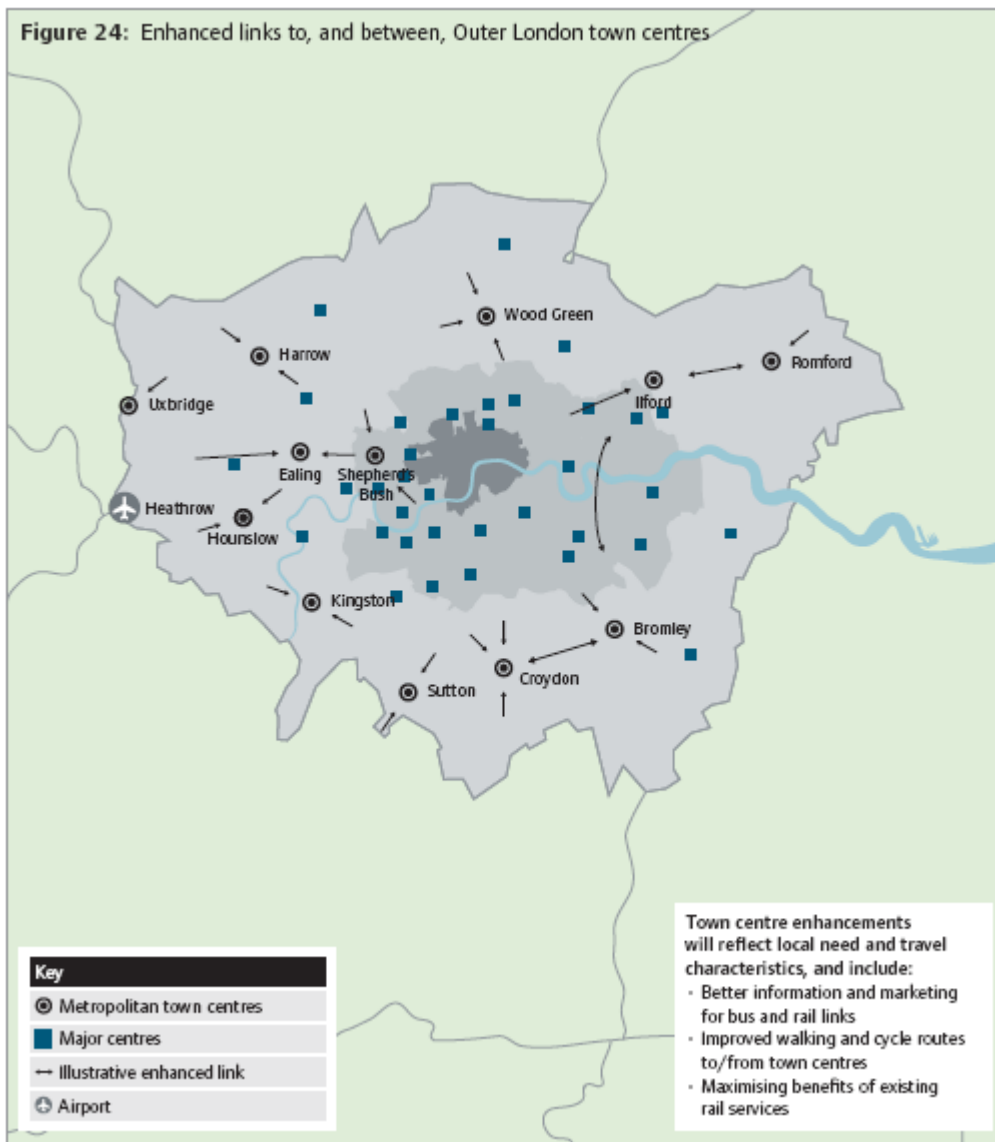 Figure 24: Enhanced links to, and between, Outer London town centres
Wood Green
Harrow
Romford
Ilford
Uxbridge
Ealing
Shepherd's
Bush
Heathrow
Hounslow
Kingston
Bromley
Croydon
Sutton
Key
Metropolitan town centres
Major centres
Illustrative enhanced link
Airport
Town centre enhancements
will reflect local need and travel
characteristics, and include:
· Better information and marketing
for bus and rail links
· Improved walking and cycle routes
to/from town centres
· Maximising benefits of existing
rail services